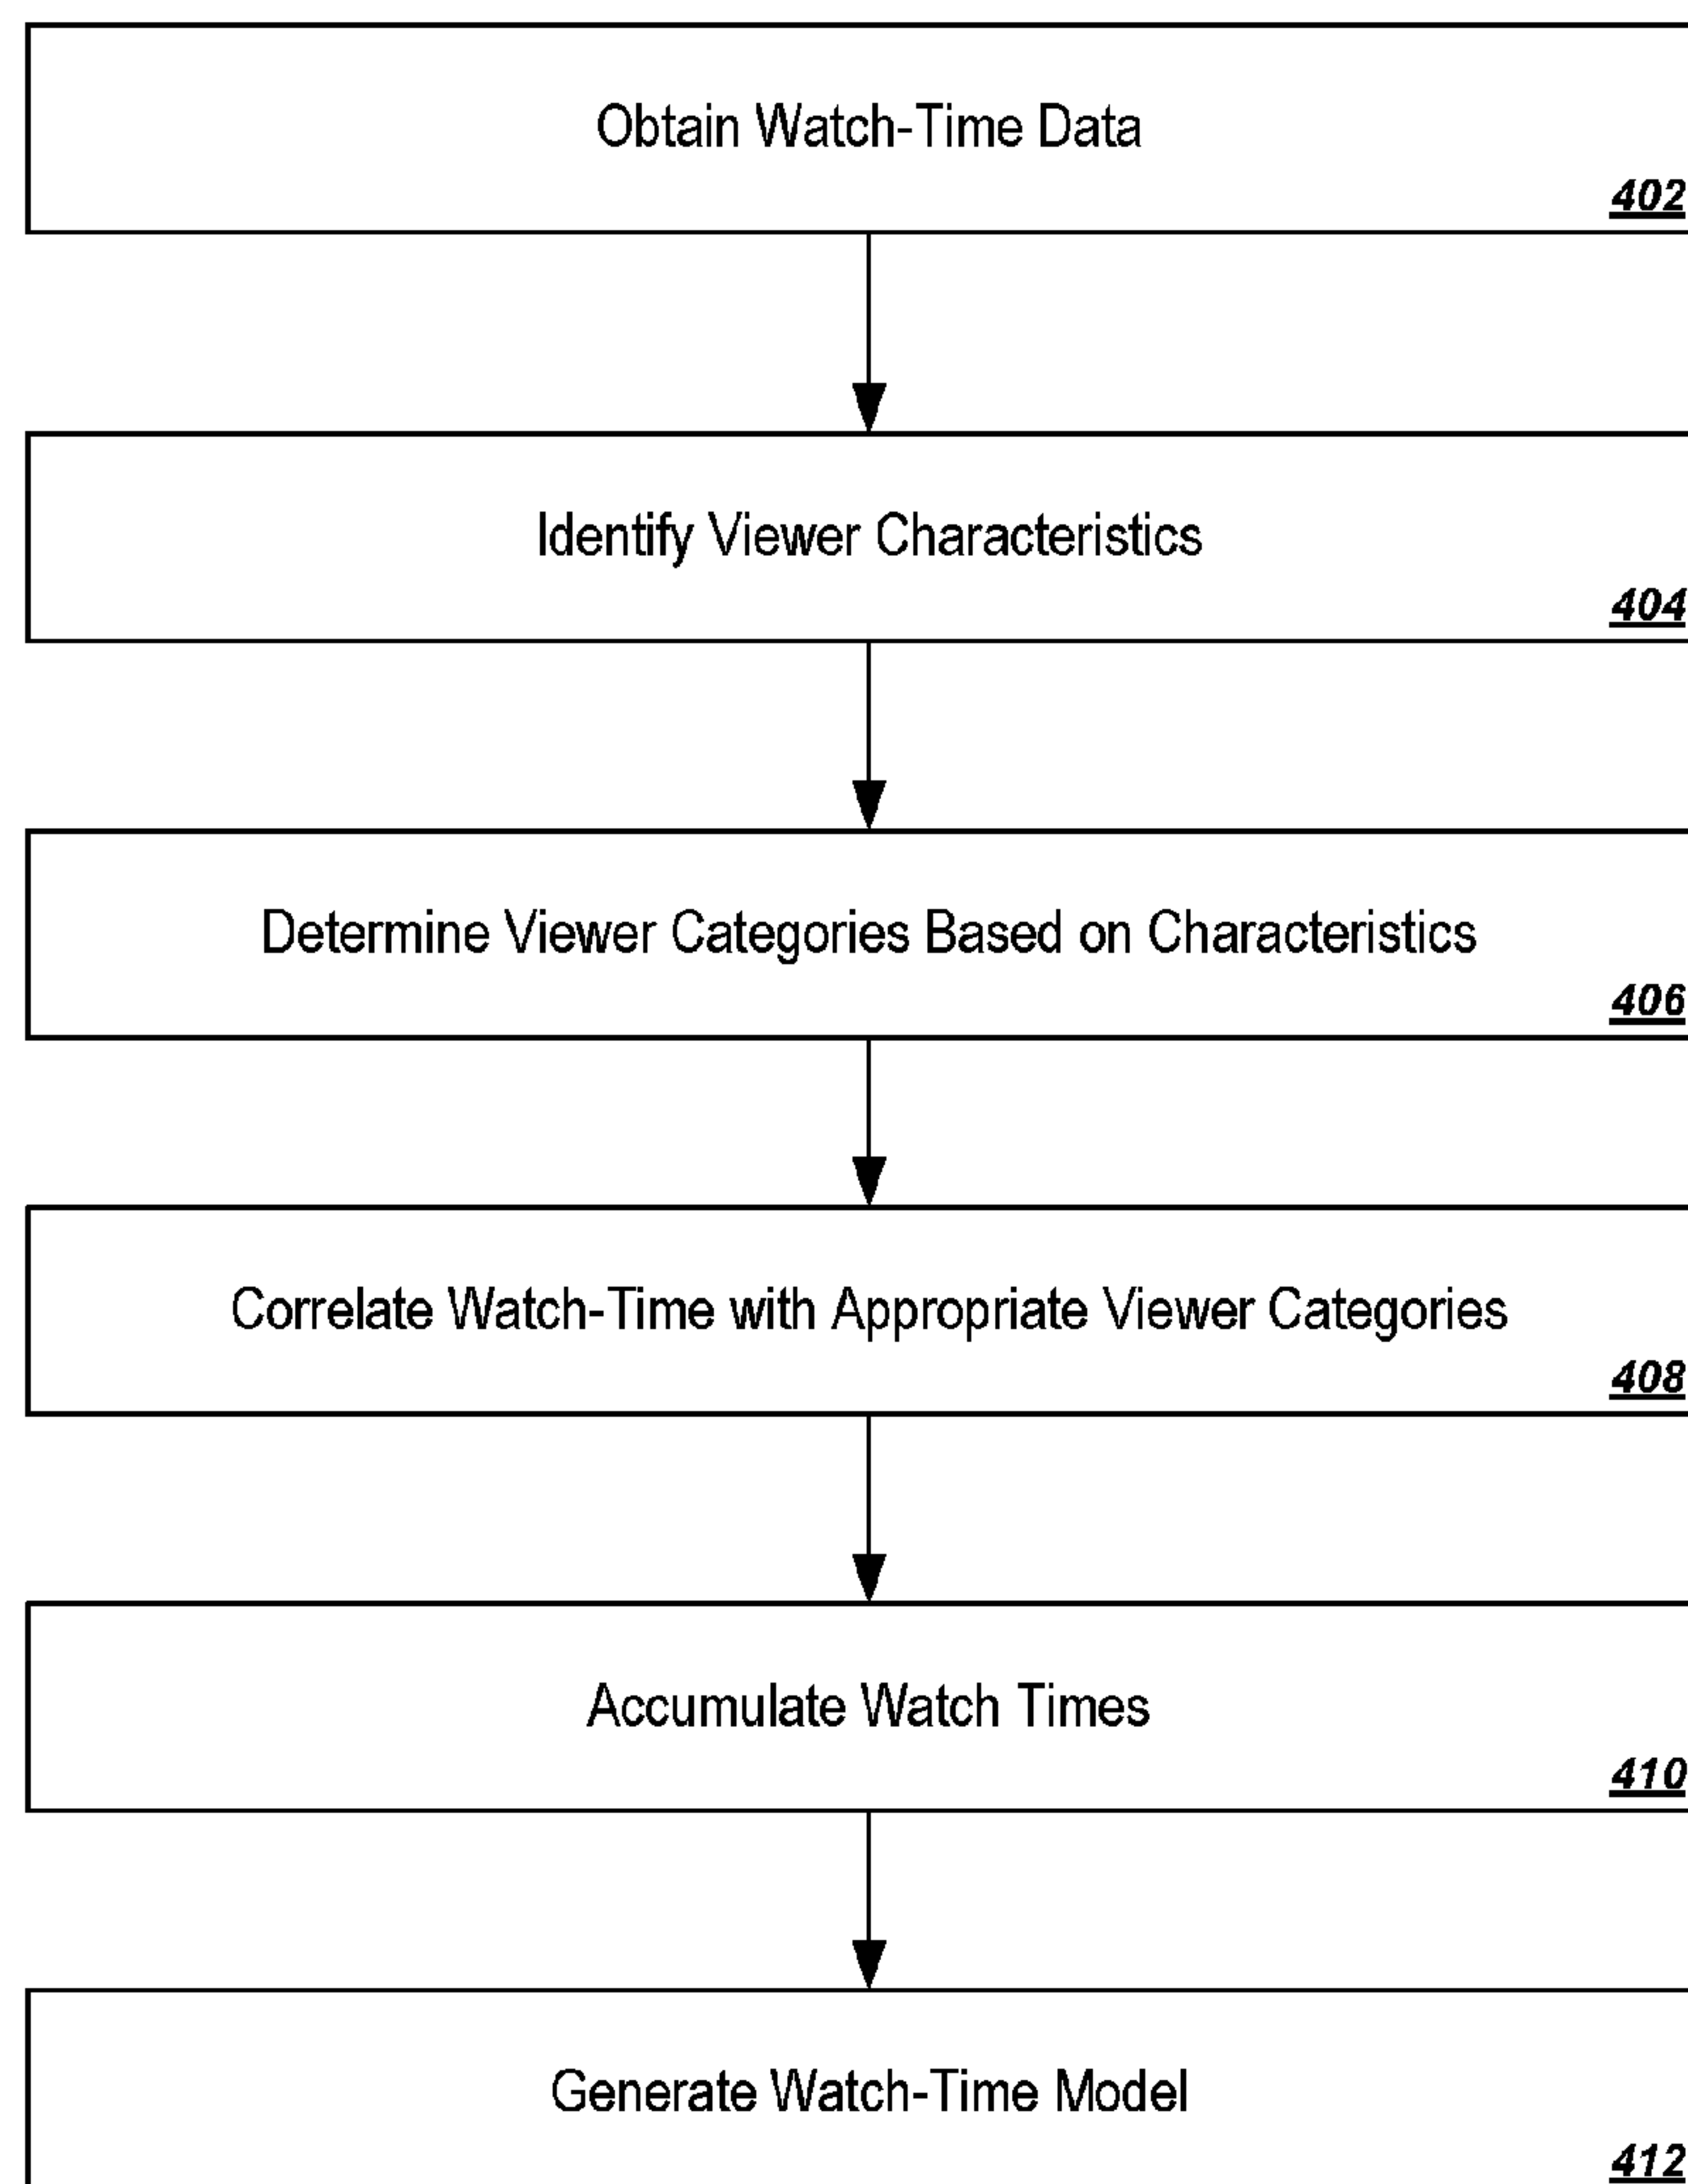 Obtain Watch-Time Data
402
Identify Viewer Characteristics
404
Determine Viewer Categories Based on Characteristics
406
Correlate Watch-Time with Appropriate Viewer Categories
408
Accumulate Watch Times
410
Generate Watch-Time Model
412